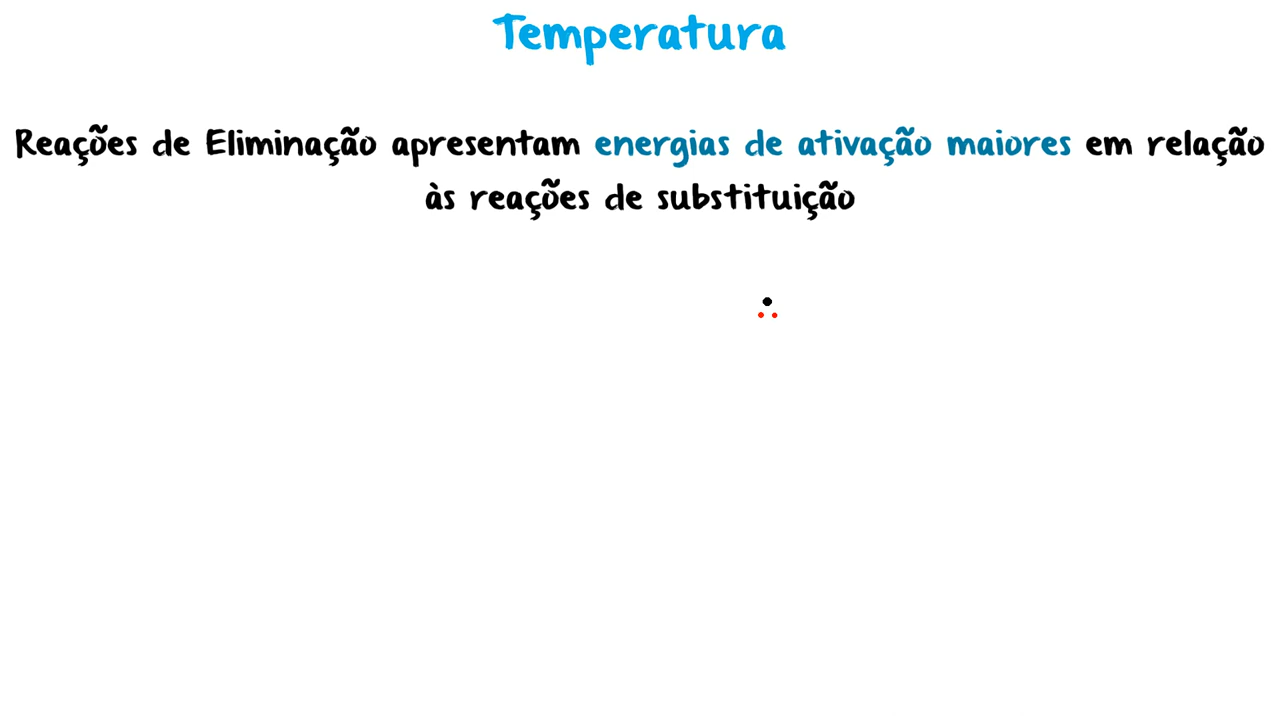 Temperatura
Reações de Eliminação apresentam energias de ativação maiores em relação
às reações de substituição